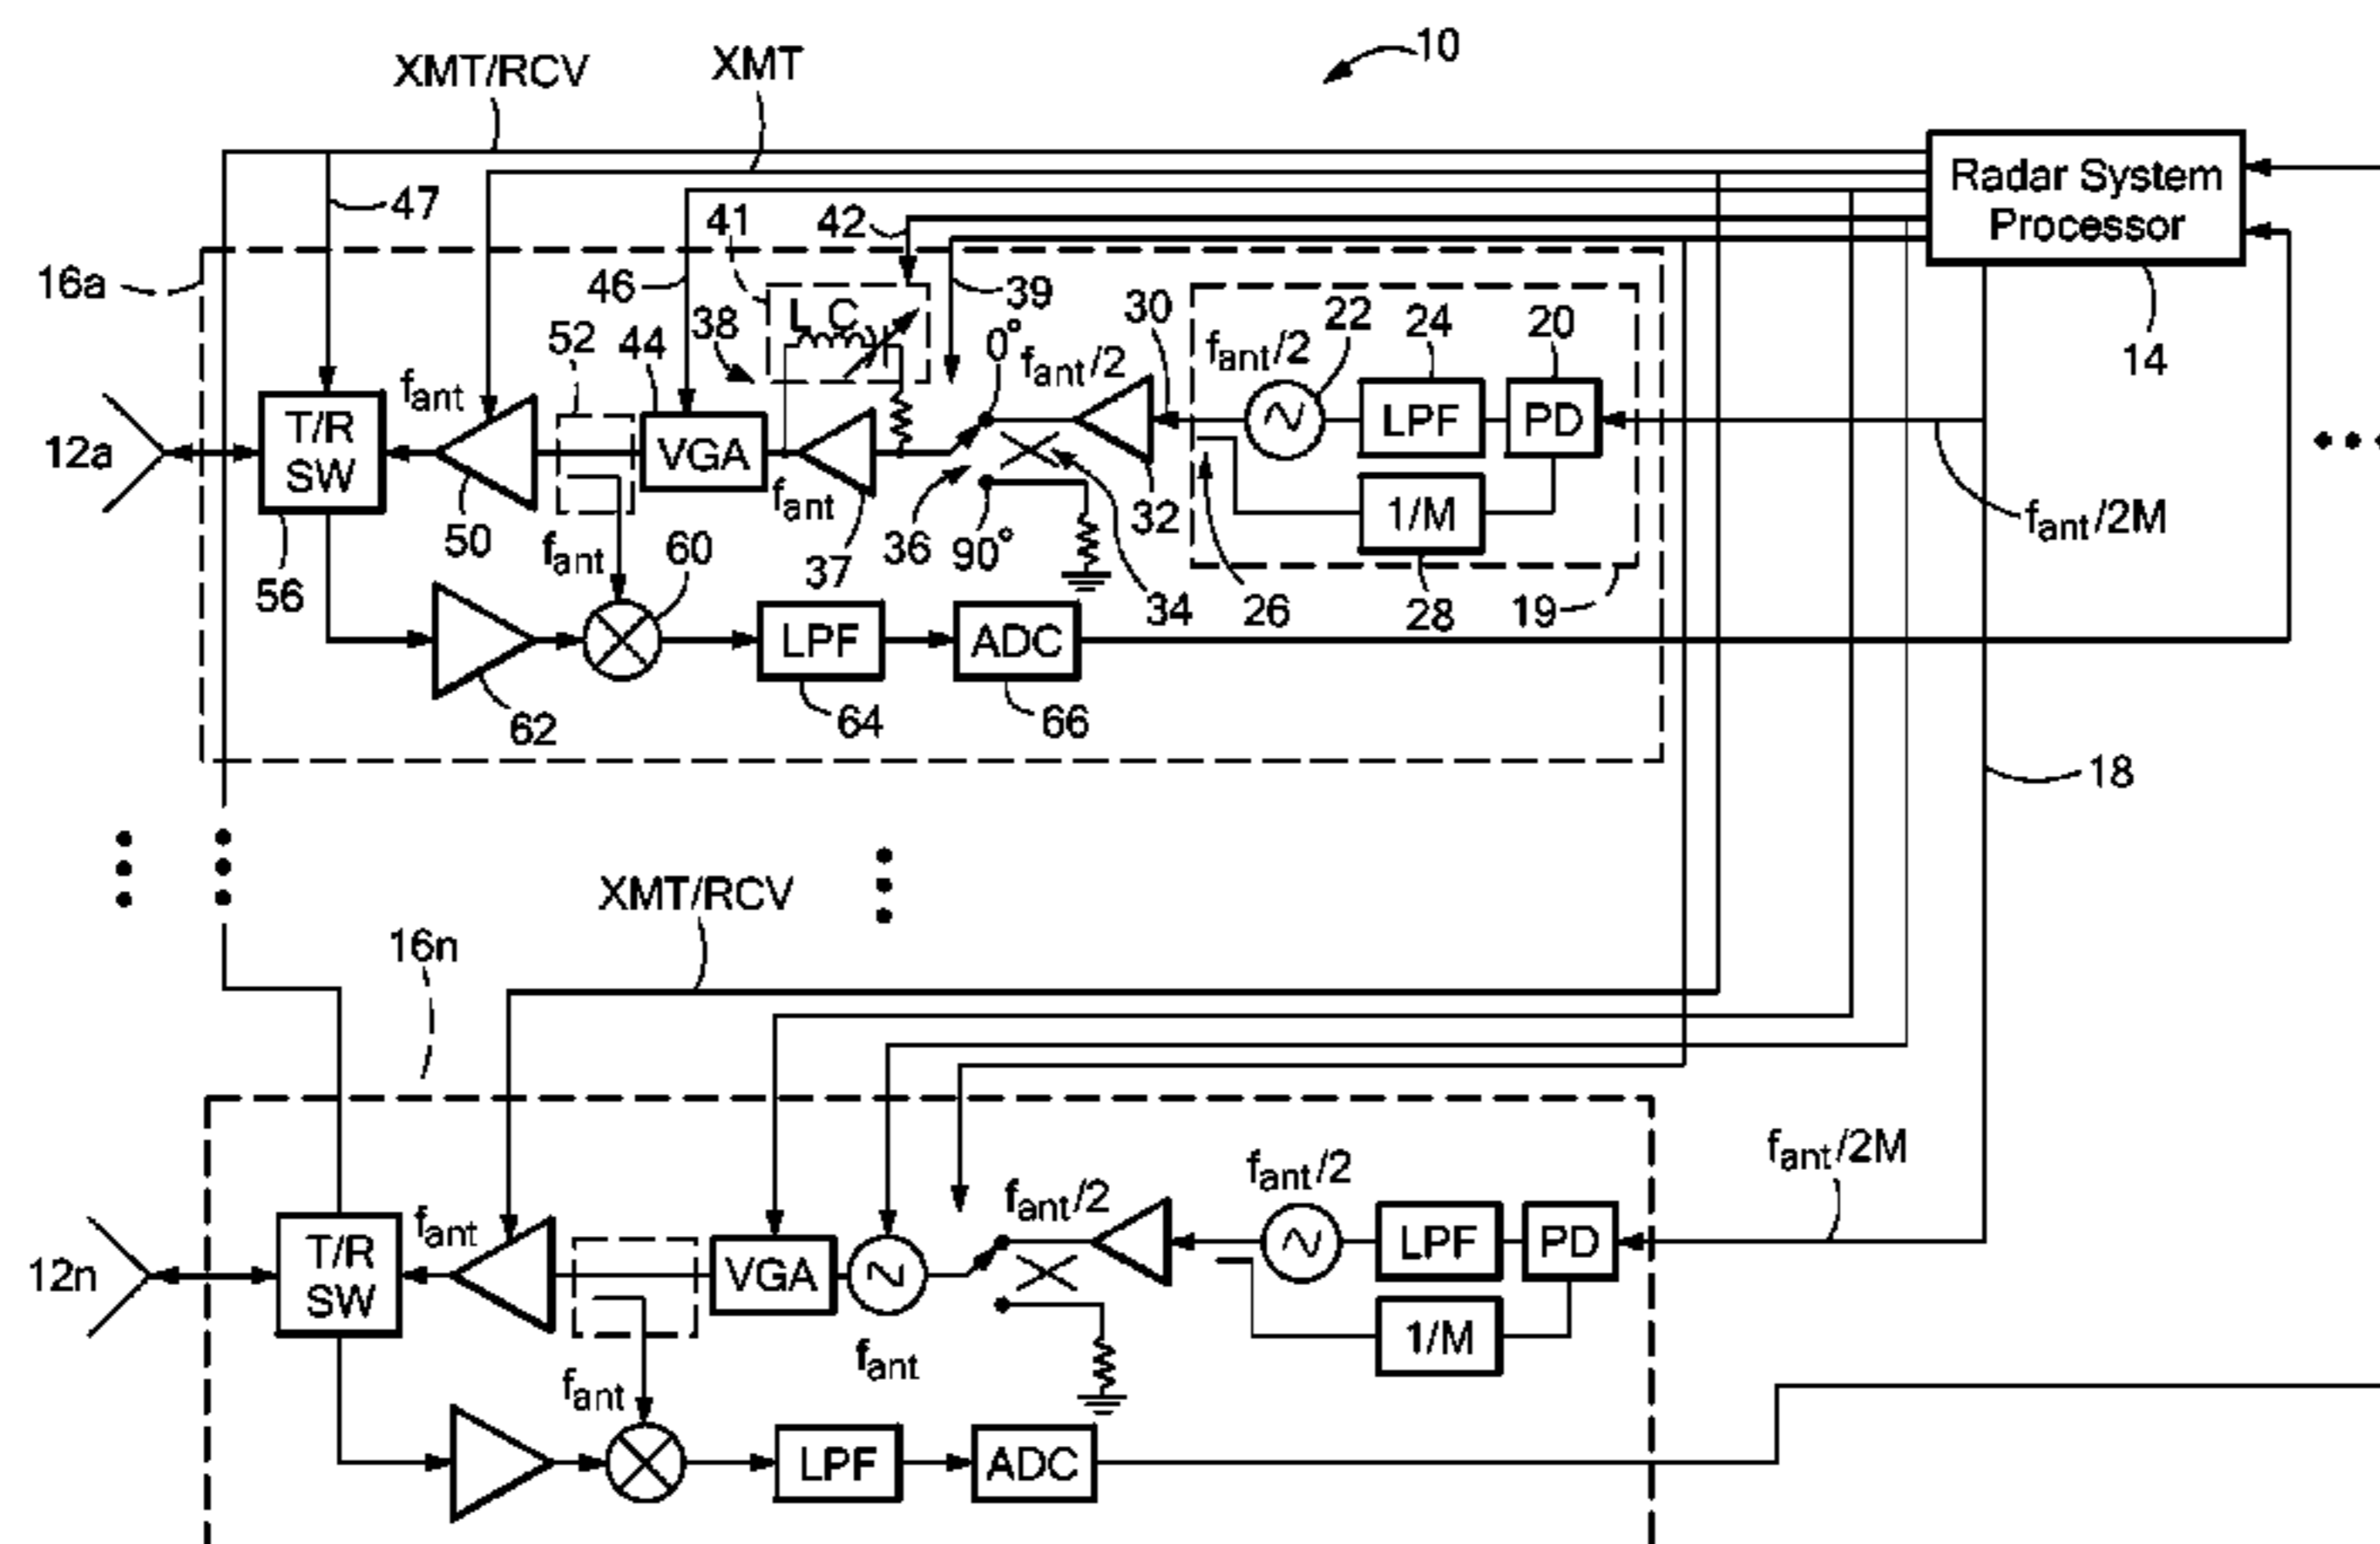 10
XMT/RCV
XMT
Radar System
Processor
14
47
41
42
16a
46
39
30
22
24
20
L C
38
52
44
0°
f_ant/2
f_ant/2
f_ant
12a
T/R
SW
VGA
LPF
PD
f_ant
50
f_ant
60
37
36
90°
32
1/M
f_ant/2M
56
34
26
28
19
LPF
ADC
62
64
66
18
XMT/RCV
16n
f_ant/2M
f_ant/2
f_ant/2
f_ant
12n
T/R
SW
VGA
LPF
PD
1/M
f_ant
f_ant
LPF
ADC